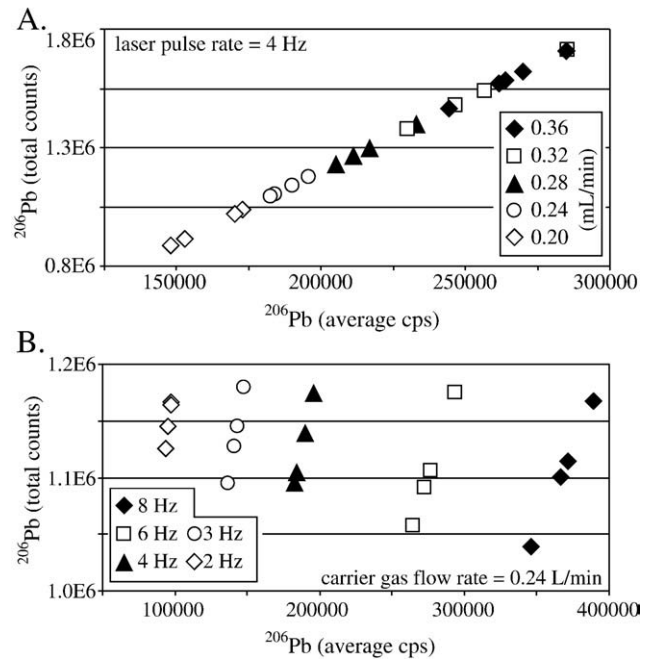 A.
1.8E6
laser pulse rate = 4 Hz
1.3E6
0.8E6
²⁰⁶Pb (total counts)
0.36
0.32
0.28
0.24
0.20
(mL/min)
150000 200000 250000 300000
²⁰⁶Pb (average cps)
B.
1.2E6
1.1E6
1.0E6
²⁰⁶Pb (total counts)
8 Hz
6 Hz 3 Hz
4 Hz 2 Hz
carrier gas flow rate = 0.24 L/min
100000 200000 300000 400000
²⁰⁶Pb (average cps)